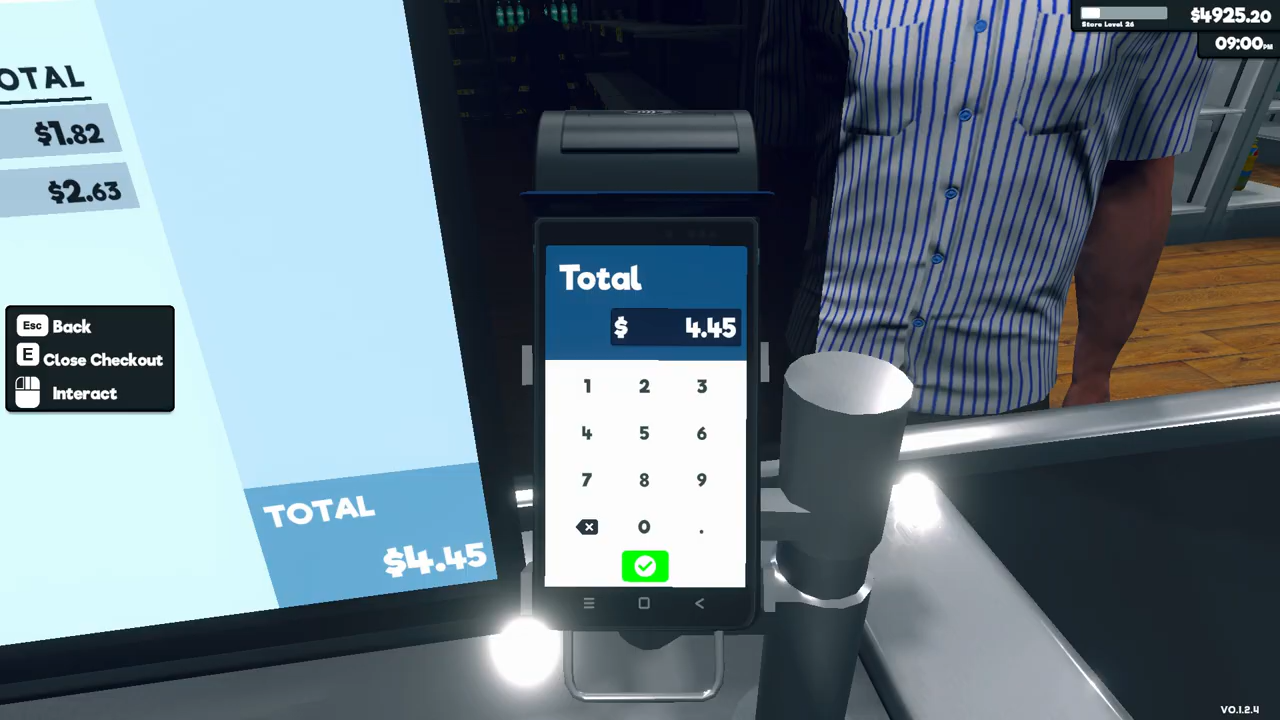 $4925.20
Store Level 26
09:00PM
OTAL
$1.82
$2.63
Esc Back
E Close Checkout
Interact
TOTAL
$4.45
Total
$ 4.45
1 2 3
4 5 6
7 8 9
0 .
V0.1.2.4